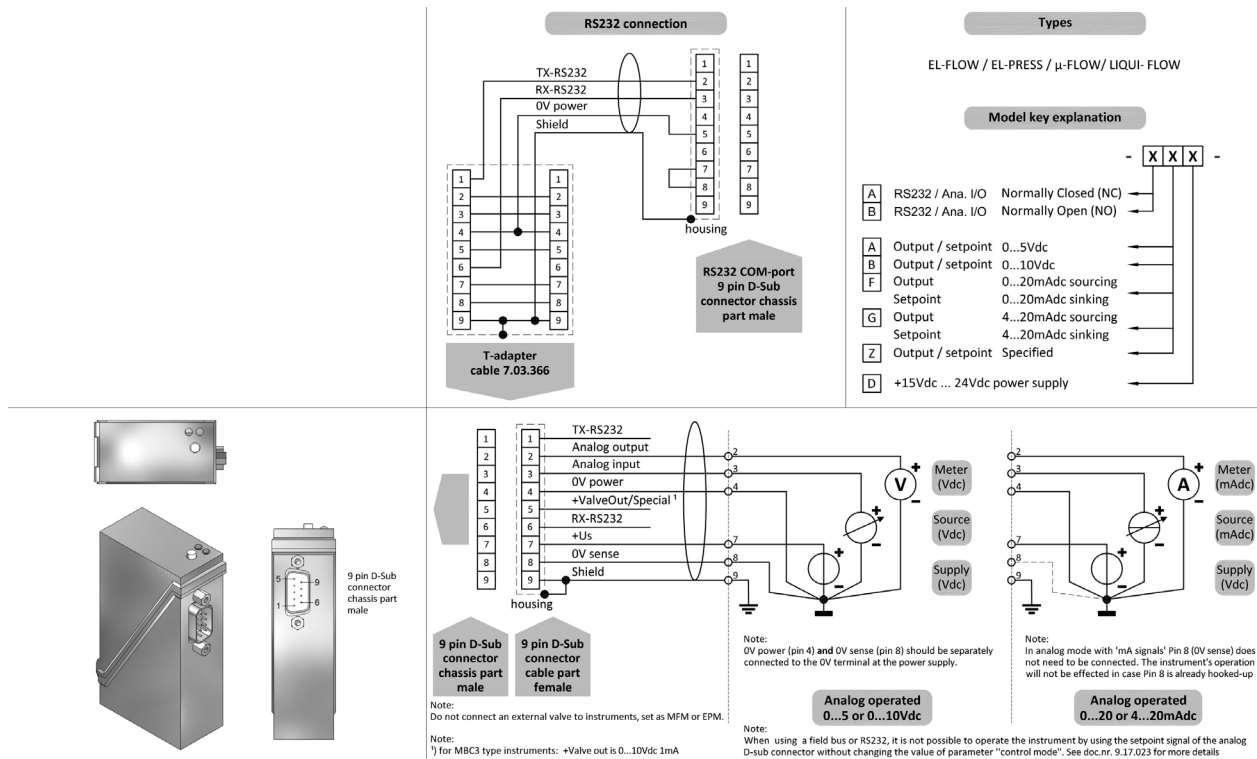 RS232 connection
TX-RS232
RX-RS232
0V power
Shield
1
2
3
4
5
6
7
8
9
1
2
3
4
5
6
7
8
9
housing
1
2
3
4
5
6
7
8
9
1
2
3
4
5
6
7
8
9
RS232 COM-port
9 pin D-Sub
connector chassis
part male
T-adapter
cable 7.03.366
Types
EL-FLOW / EL-PRESS / μ-FLOW/ LIQUI- FLOW
Model key explanation
- X X X -
A RS232 / Ana. I/O Normally Closed (NC)
B RS232 / Ana. I/O Normally Open (NO)
A Output / setpoint 0...5Vdc
B Output / setpoint 0...10Vdc
F Output 0...20mAdc sourcing
Setpoint 0...20mAdc sinking
G Output 4...20mAdc sourcing
Setpoint 4...20mAdc sinking
Z Output / setpoint Specified
D +15Vdc ... 24Vdc power supply
5
9
1
6
9 pin D-Sub
connector
chassis part
male
1
2
3
4
5
6
7
8
9
1
2
3
4
5
6
7
8
9
TX-RS232
Analog output
Analog input
0V power
+ValveOut/Special ¹
RX-RS232
+Us
0V sense
Shield
housing
9 pin D-Sub
connector
chassis part
male
9 pin D-Sub
connector
cable part
female
Note:
Do not connect an external valve to instruments, set as MFM or EPM.
Note:
¹) for MBC3 type instruments: +Valve out is 0...10Vdc 1mA
2
3
4
7
8
9
V
+
-
+
-
+
-
Meter
(Vdc)
Source
(Vdc)
Supply
(Vdc)
Note:
0V power (pin 4) and 0V sense (pin 8) should be separately
connected to the 0V terminal at the power supply.
Analog operated
0...5 or 0...10Vdc
2
3
4
7
8
9
A
+
-
+
-
+
-
Meter
(mAdc)
Source
(mAdc)
Supply
(Vdc)
Note:
In analog mode with 'mA signals' Pin 8 (0V sense) does
not need to be connected. The instrument's operation
will not be effected in case Pin 8 is already hooked-up
Analog operated
0...20 or 4...20mAdc
Note:
When using a field bus or RS232, it is not possible to operate the instrument by using the setpoint signal of the analog
D-sub connector without changing the value of parameter "control mode". See doc.nr. 9.17.023 for more details